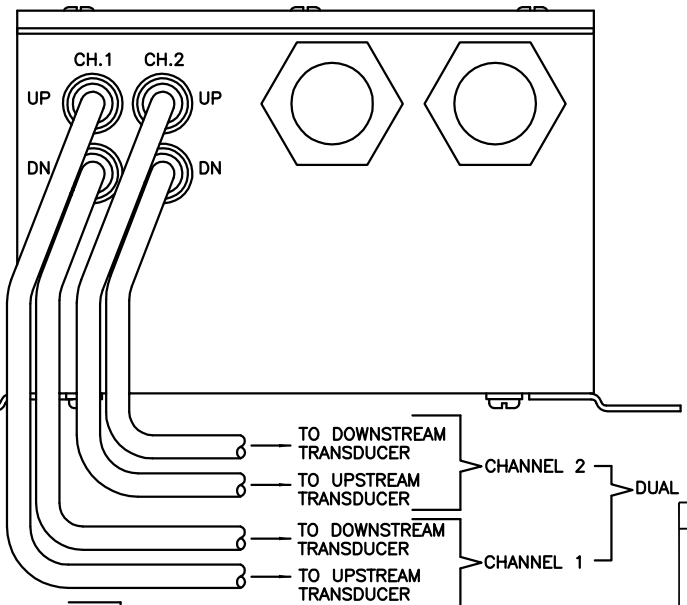 CH.1 CH.2
UP UP
DN DN
TO DOWNSTREAM
TRANSDUCER
TO UPSTREAM
TRANSDUCER
CHANNEL 2
DUAL
TO DOWNSTREAM
TRANSDUCER
TO UPSTREAM
TRANSDUCER
CHANNEL 1